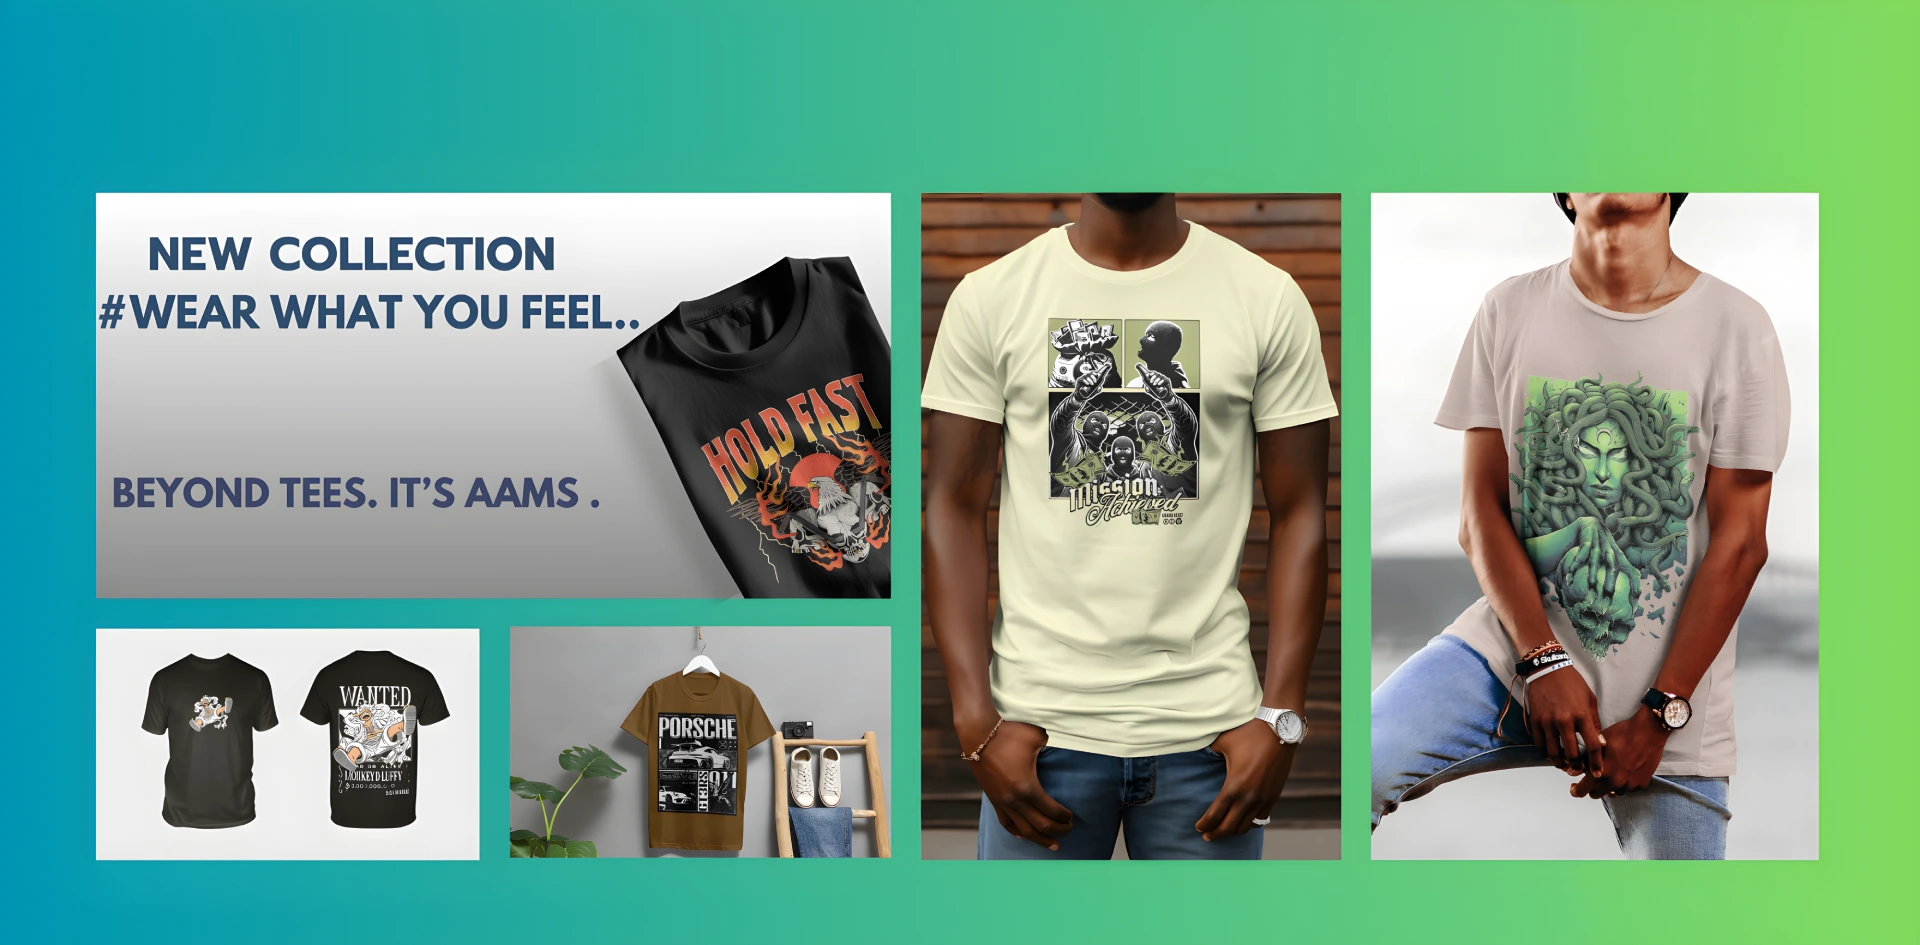 NEW COLLECTION
#WEAR WHAT YOU FEEL..
BEYOND TEES. IT'S AAMS .
HOLD FAST
WANTED
MONKEY D LUFFY
PORSCHE
911
Mission
Achieved
Skullcand